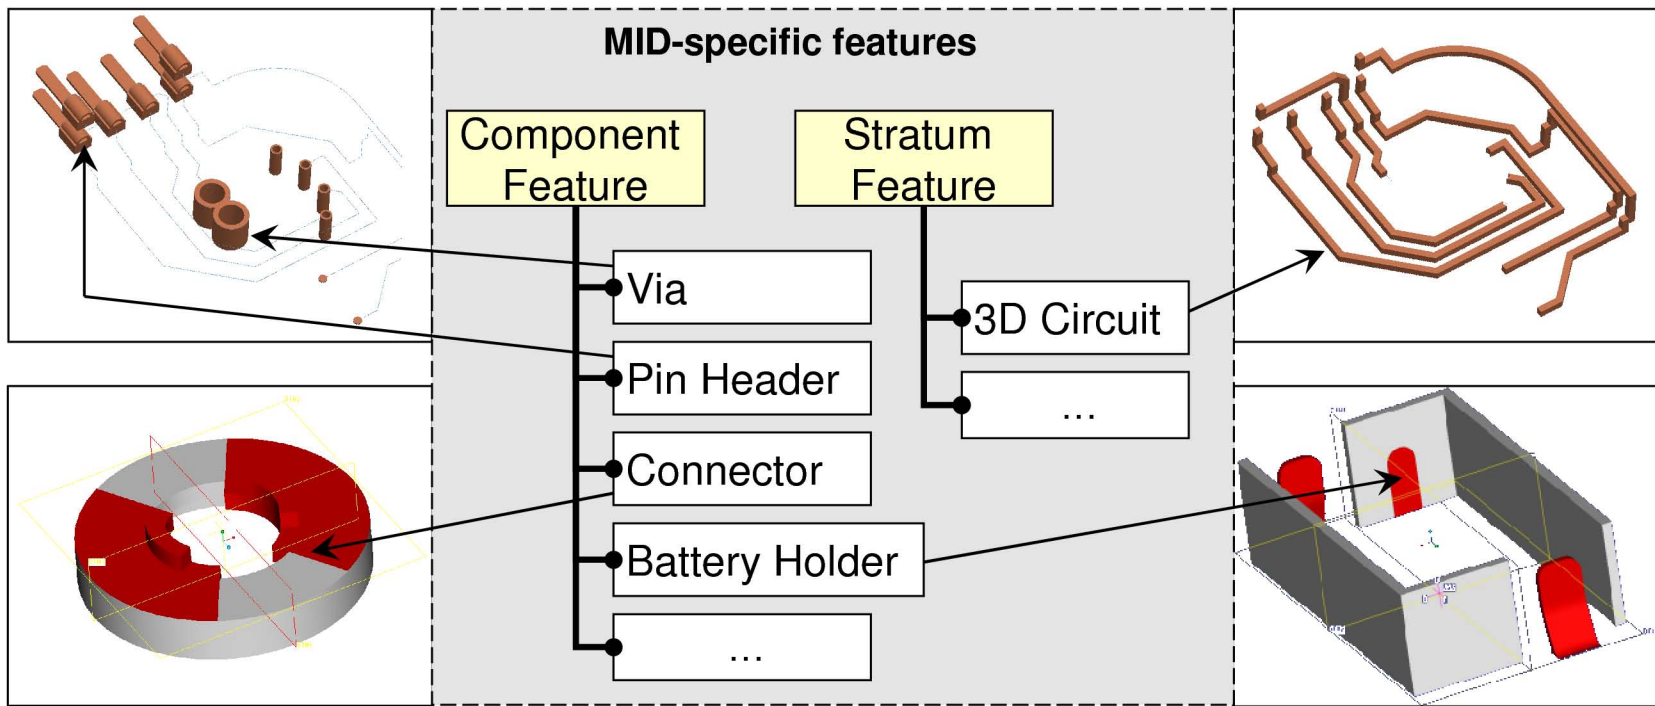 MID-specific features
Component
Feature
Stratum
Feature
Via
3D Circuit
Pin Header
...
Connector
Battery Holder
...